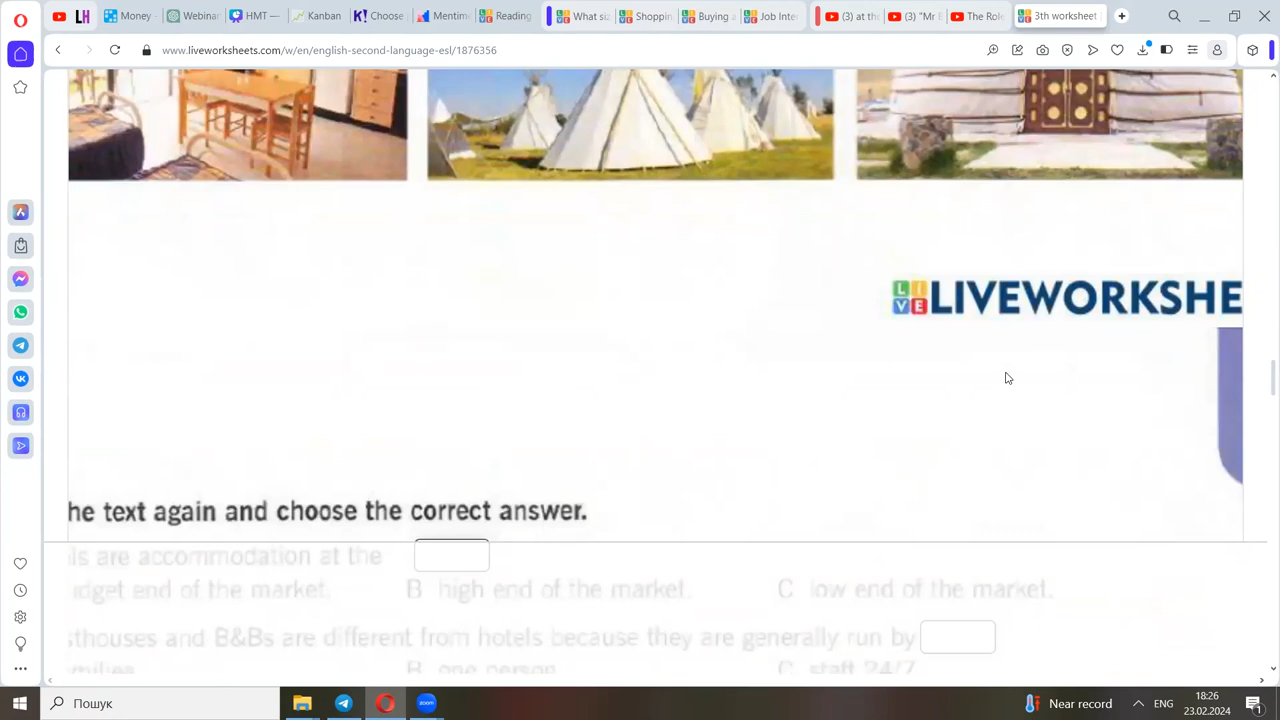 Money
Webinar
HMT —
Kanban
Choose
Mentime
Reading
What siz
Shoppin
Buying a
Job Inte
(3) at the
(3) "Mr B
The Role
3th worksheet
www.liveworksheets.com/w/en/english-second-language-esl/1876356
LIVE LIVEWORKSHE
he text again and choose the correct answer.
ls are accommodation at the
udget end of the market. B high end of the market. C low end of the market.
sthouses and B&Bs are different from hotels because they are generally run by
milies B one person C staff 24/7
Пошук
zoom
Near record
ENG
18:26
23.02.2024